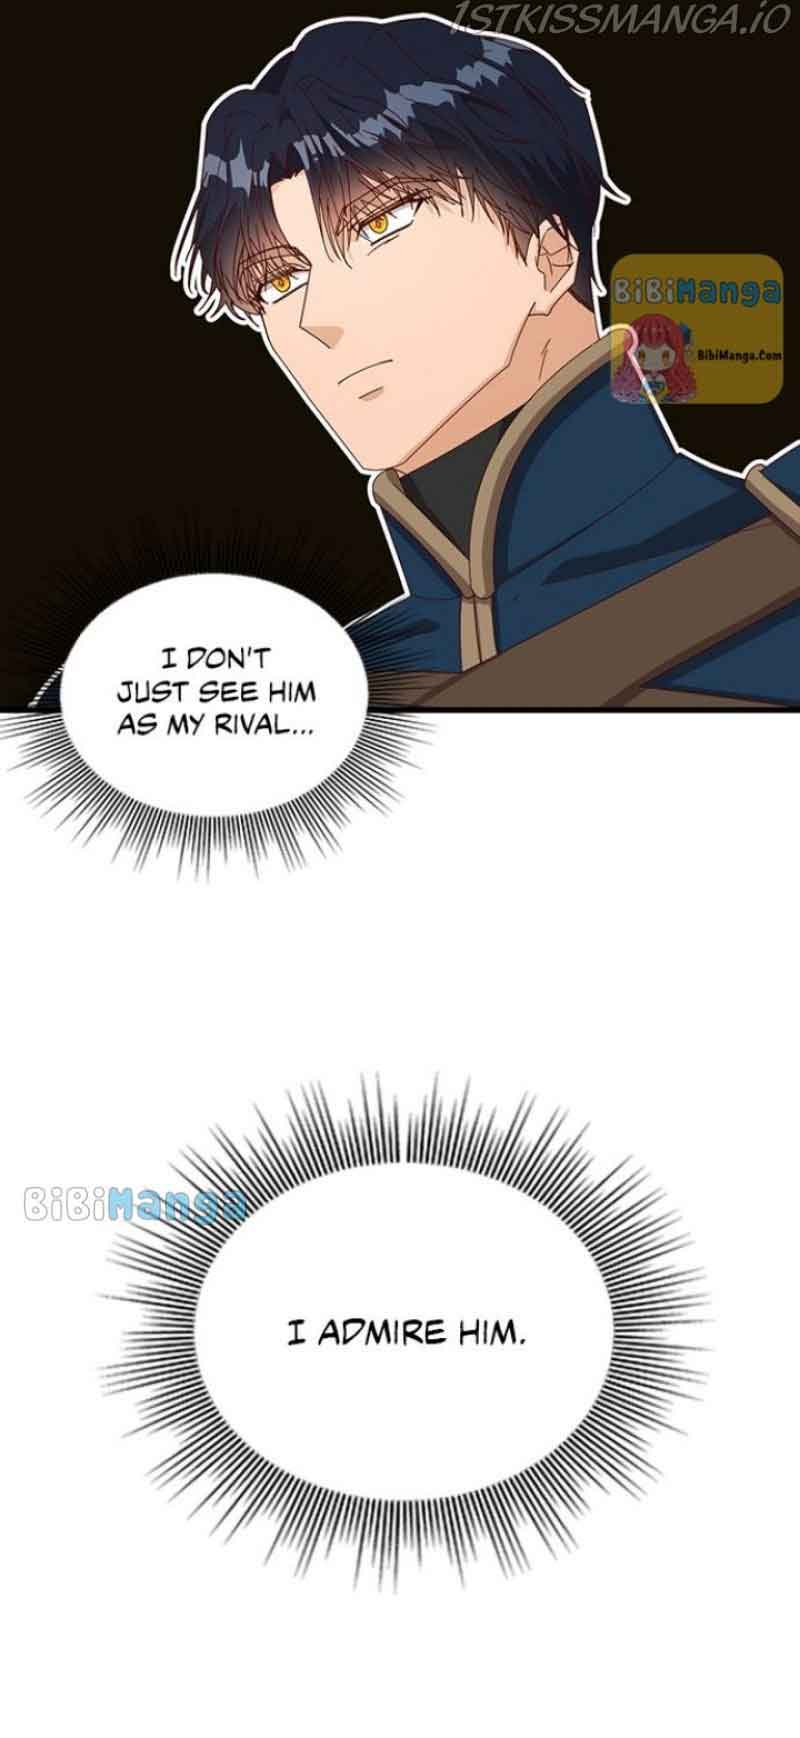 1STKISSMANGA.IO
BiBiManga
BibiManga.Com
I DON'T
JUST SEE HIM
AS MY RIVAL...
BiBiManga
I ADMIRE HIM.